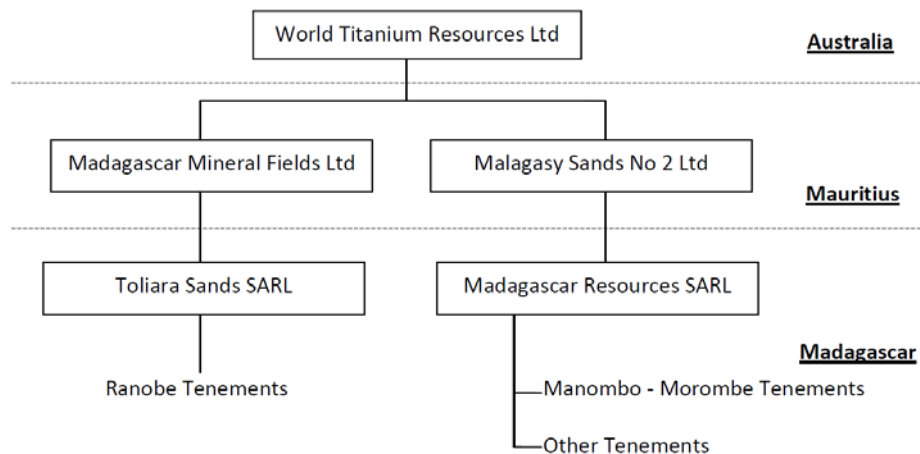 World Titanium Resources Ltd
Australia
Madagascar Mineral Fields Ltd
Malagasy Sands No 2 Ltd
Mauritius
Toliara Sands SARL
Madagascar Resources SARL
Madagascar
Ranobe Tenements
Manombo - Morombe Tenements
Other Tenements